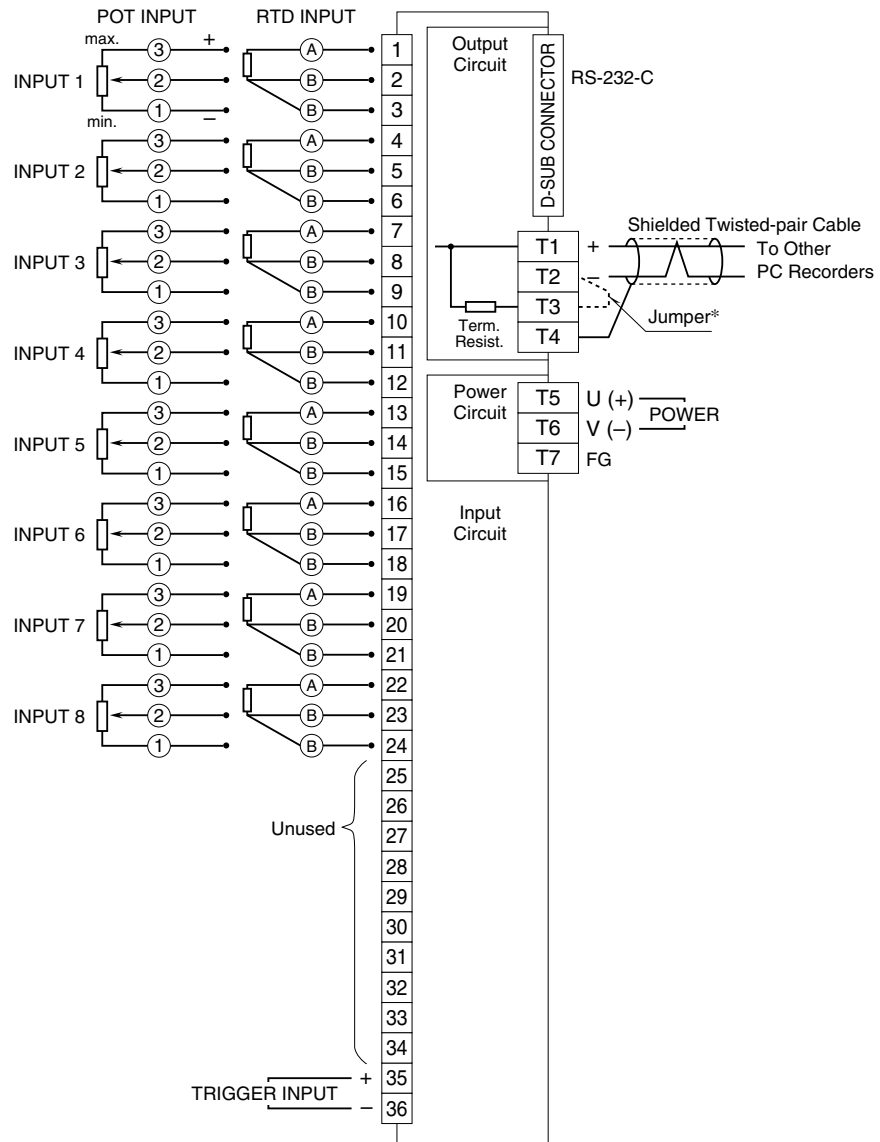 POT INPUT
RTD INPUT
max.
3
+
A
1
INPUT 1
2
B
2
1
–
B
3
min.
3
A
4
INPUT 2
2
B
5
1
B
6
3
A
7
INPUT 3
2
B
8
1
B
9
3
A
10
INPUT 4
2
B
11
1
B
12
3
A
13
INPUT 5
2
B
14
1
B
15
3
A
16
INPUT 6
2
B
17
1
B
18
3
A
19
INPUT 7
2
B
20
1
B
21
3
A
22
INPUT 8
2
B
23
1
B
24
25
26
Unused
27
28
29
30
31
32
33
34
TRIGGER INPUT
+
35
–
36
Output
Circuit
D-SUB CONNECTOR
RS-232-C
Shielded Twisted-pair Cable
T1
+
To Other
T2
–
PC Recorders
T3
Term.
Resist.
Jumper*
T4
Power
Circuit
T5
U (+)
POWER
T6
V (–)
T7
FG
Input
Circuit